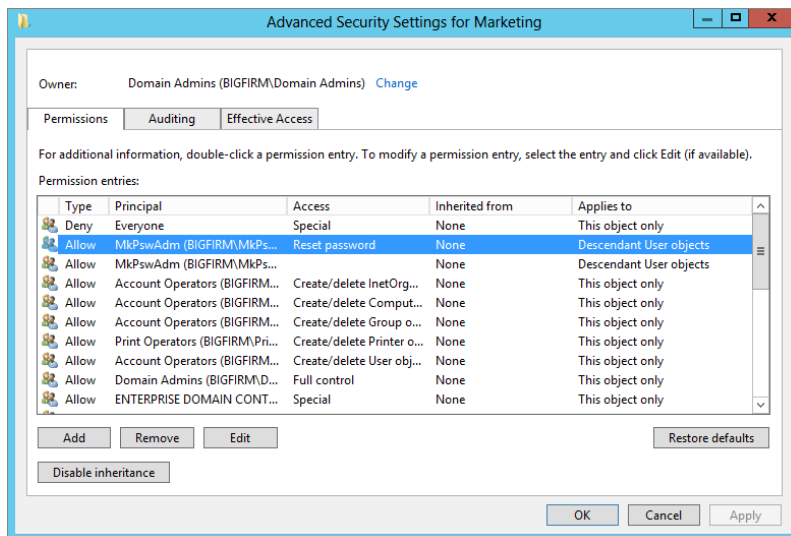 Advanced Security Settings for Marketing
Owner: Domain Admins (BIGFIRM\Domain Admins) Change
Permissions Auditing Effective Access
For additional information, double-click a permission entry. To modify a permission entry, select the entry and click Edit (if available).
Permission entries:
Type Principal Access Inherited from Applies to
Deny Everyone Special None This object only
Allow MkPswAdm (BIGFIRM\MkPs... Reset password None Descendant User objects
Allow MkPswAdm (BIGFIRM\MkPs... None Descendant User objects
Allow Account Operators (BIGFIRM... Create/delete InetOrg... None This object only
Allow Account Operators (BIGFIRM... Create/delete Comput... None This object only
Allow Account Operators (BIGFIRM... Create/delete Group o... None This object only
Allow Print Operators (BIGFIRM\Pri... Create/delete Printer o... None This object only
Allow Account Operators (BIGFIRM... Create/delete User obj... None This object only
Allow Domain Admins (BIGFIRM\D... Full control None This object only
Allow ENTERPRISE DOMAIN CONT... Special None This object only
Add Remove Edit Restore defaults
Disable inheritance
OK Cancel Apply